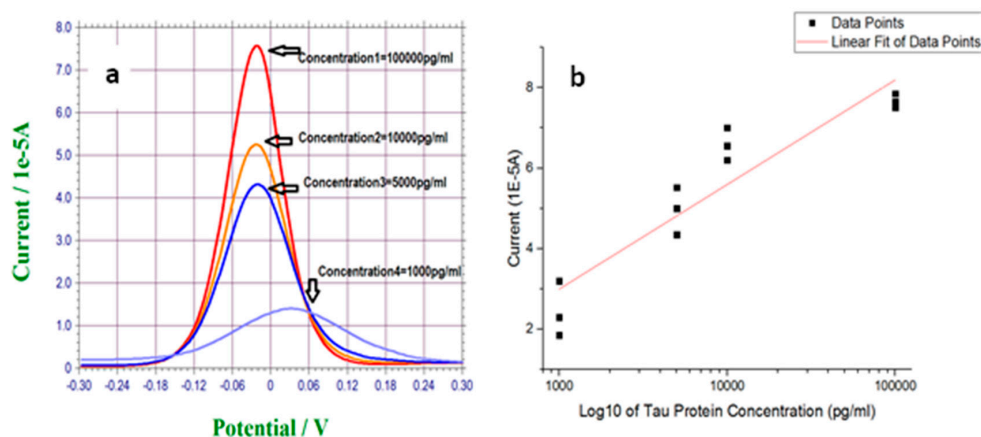 8.0
a
7.0
Concentration1=100000pg/ml
6.0
Concentration2=10000pg/ml
5.0
Concentration3=5000pg/ml
4.0
3.0
Concentration4=1000pg/ml
2.0
1.0
0
-0.30 -0.24 -0.18 -0.12 -0.06 0 0.06 0.12 0.18 0.24 0.30
Current / 1e-5A
Potential / V
Data Points
Linear Fit of Data Points
b
8
6
4
2
1000 10000 100000
Current (1E-5A)
Log10 of Tau Protein Concentration (pg/ml)